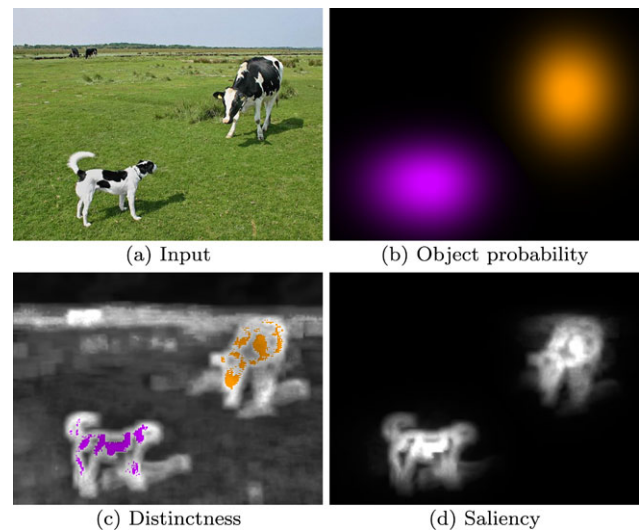 (a) Input
(b) Object probability
(c) Distinctness
(d) Saliency